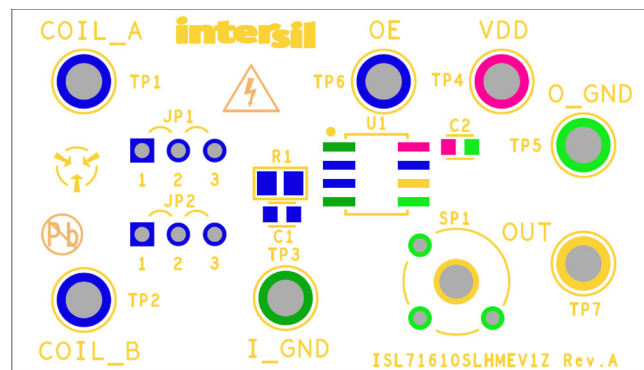 COIL_A
intersil
OE
VDD
TP1
TP6
TP4
O_GND
JP1
U1
C2
TP5
1 2 3
R1
JP2
C1
SP1
OUT
Pb
1 2 3
TP3
TP2
TP7
COIL_B
I_GND
ISL71610SLHMEV1Z Rev.A